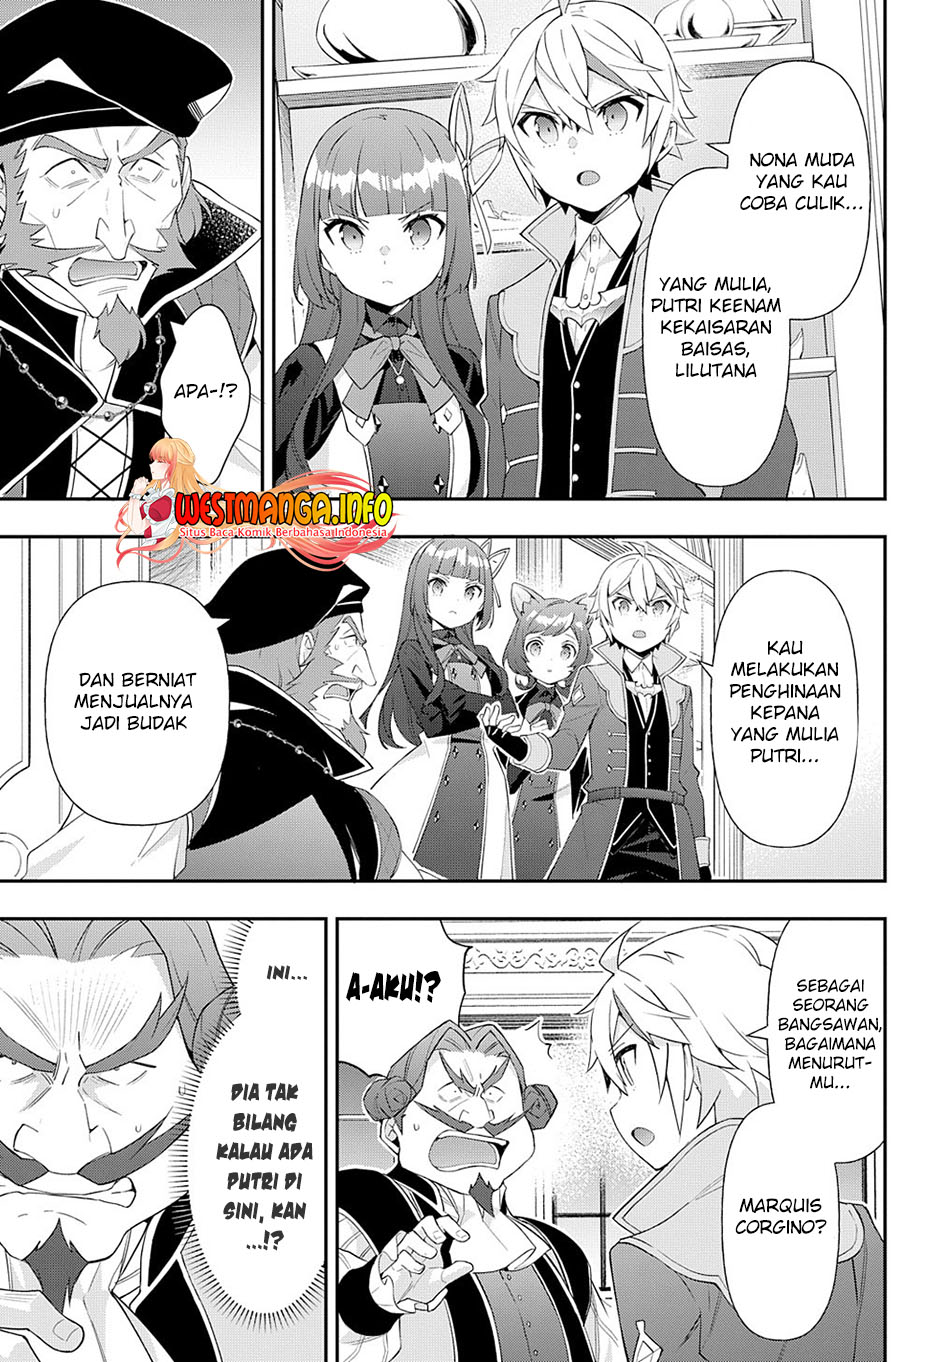 NONA MUDA
YANG KAU
COBA CULIK...
YANG MULIA,
PUTRI KEENAM
KEKAISARAN
BAISAS,
LILUTANA
APA-!?
WESTMANGA.INFO
Situs Baca Komik Berbahasa Indonesia
KAU
MELAKUKAN
PENGHINAAN
KEPANA
YANG MULIA
PUTRI...
DAN BERNIAT
MENJUALNYA
JADI BUDAK
SEBAGAI
SEORANG
BANGSAWAN,
BAGAIMANA
MENURUT-
MU...
MARQUIS
CORGINO?
A-AKU!?
INI...
DIA TAK
BILANG
KALAU ADA
PUTRI DI
SINI, KAN
...!?